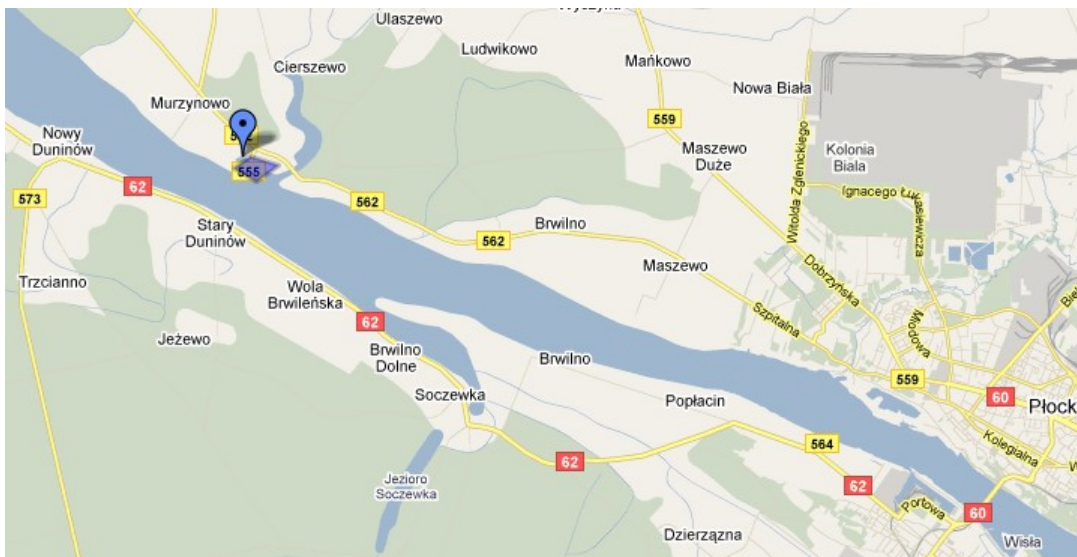 Ulaszewo
Ludwikowo
Mańkowo
Cierszewo
Nowa Biała
Murzynowo
559
Nowy
Duninów
Maszewo
Duże
Kolonia
Biala
Witolda Zglenickiego
555
62
Ignacego Łukasiewicza
573
562
Stary
Duninów
Brwilno
562
Maszewo
Dobrzyńska
Trzcianno
Wola
Brwileńska
Szpitalna
Miodowa
62
Jeżewo
Brwilno
Dolne
Brwilno
559
Soczewka
60
Popłacin
Płock
564
Kolegialna
62
Jezioro
Soczewka
62
Portowa
60
Dzierzązna
Wisła